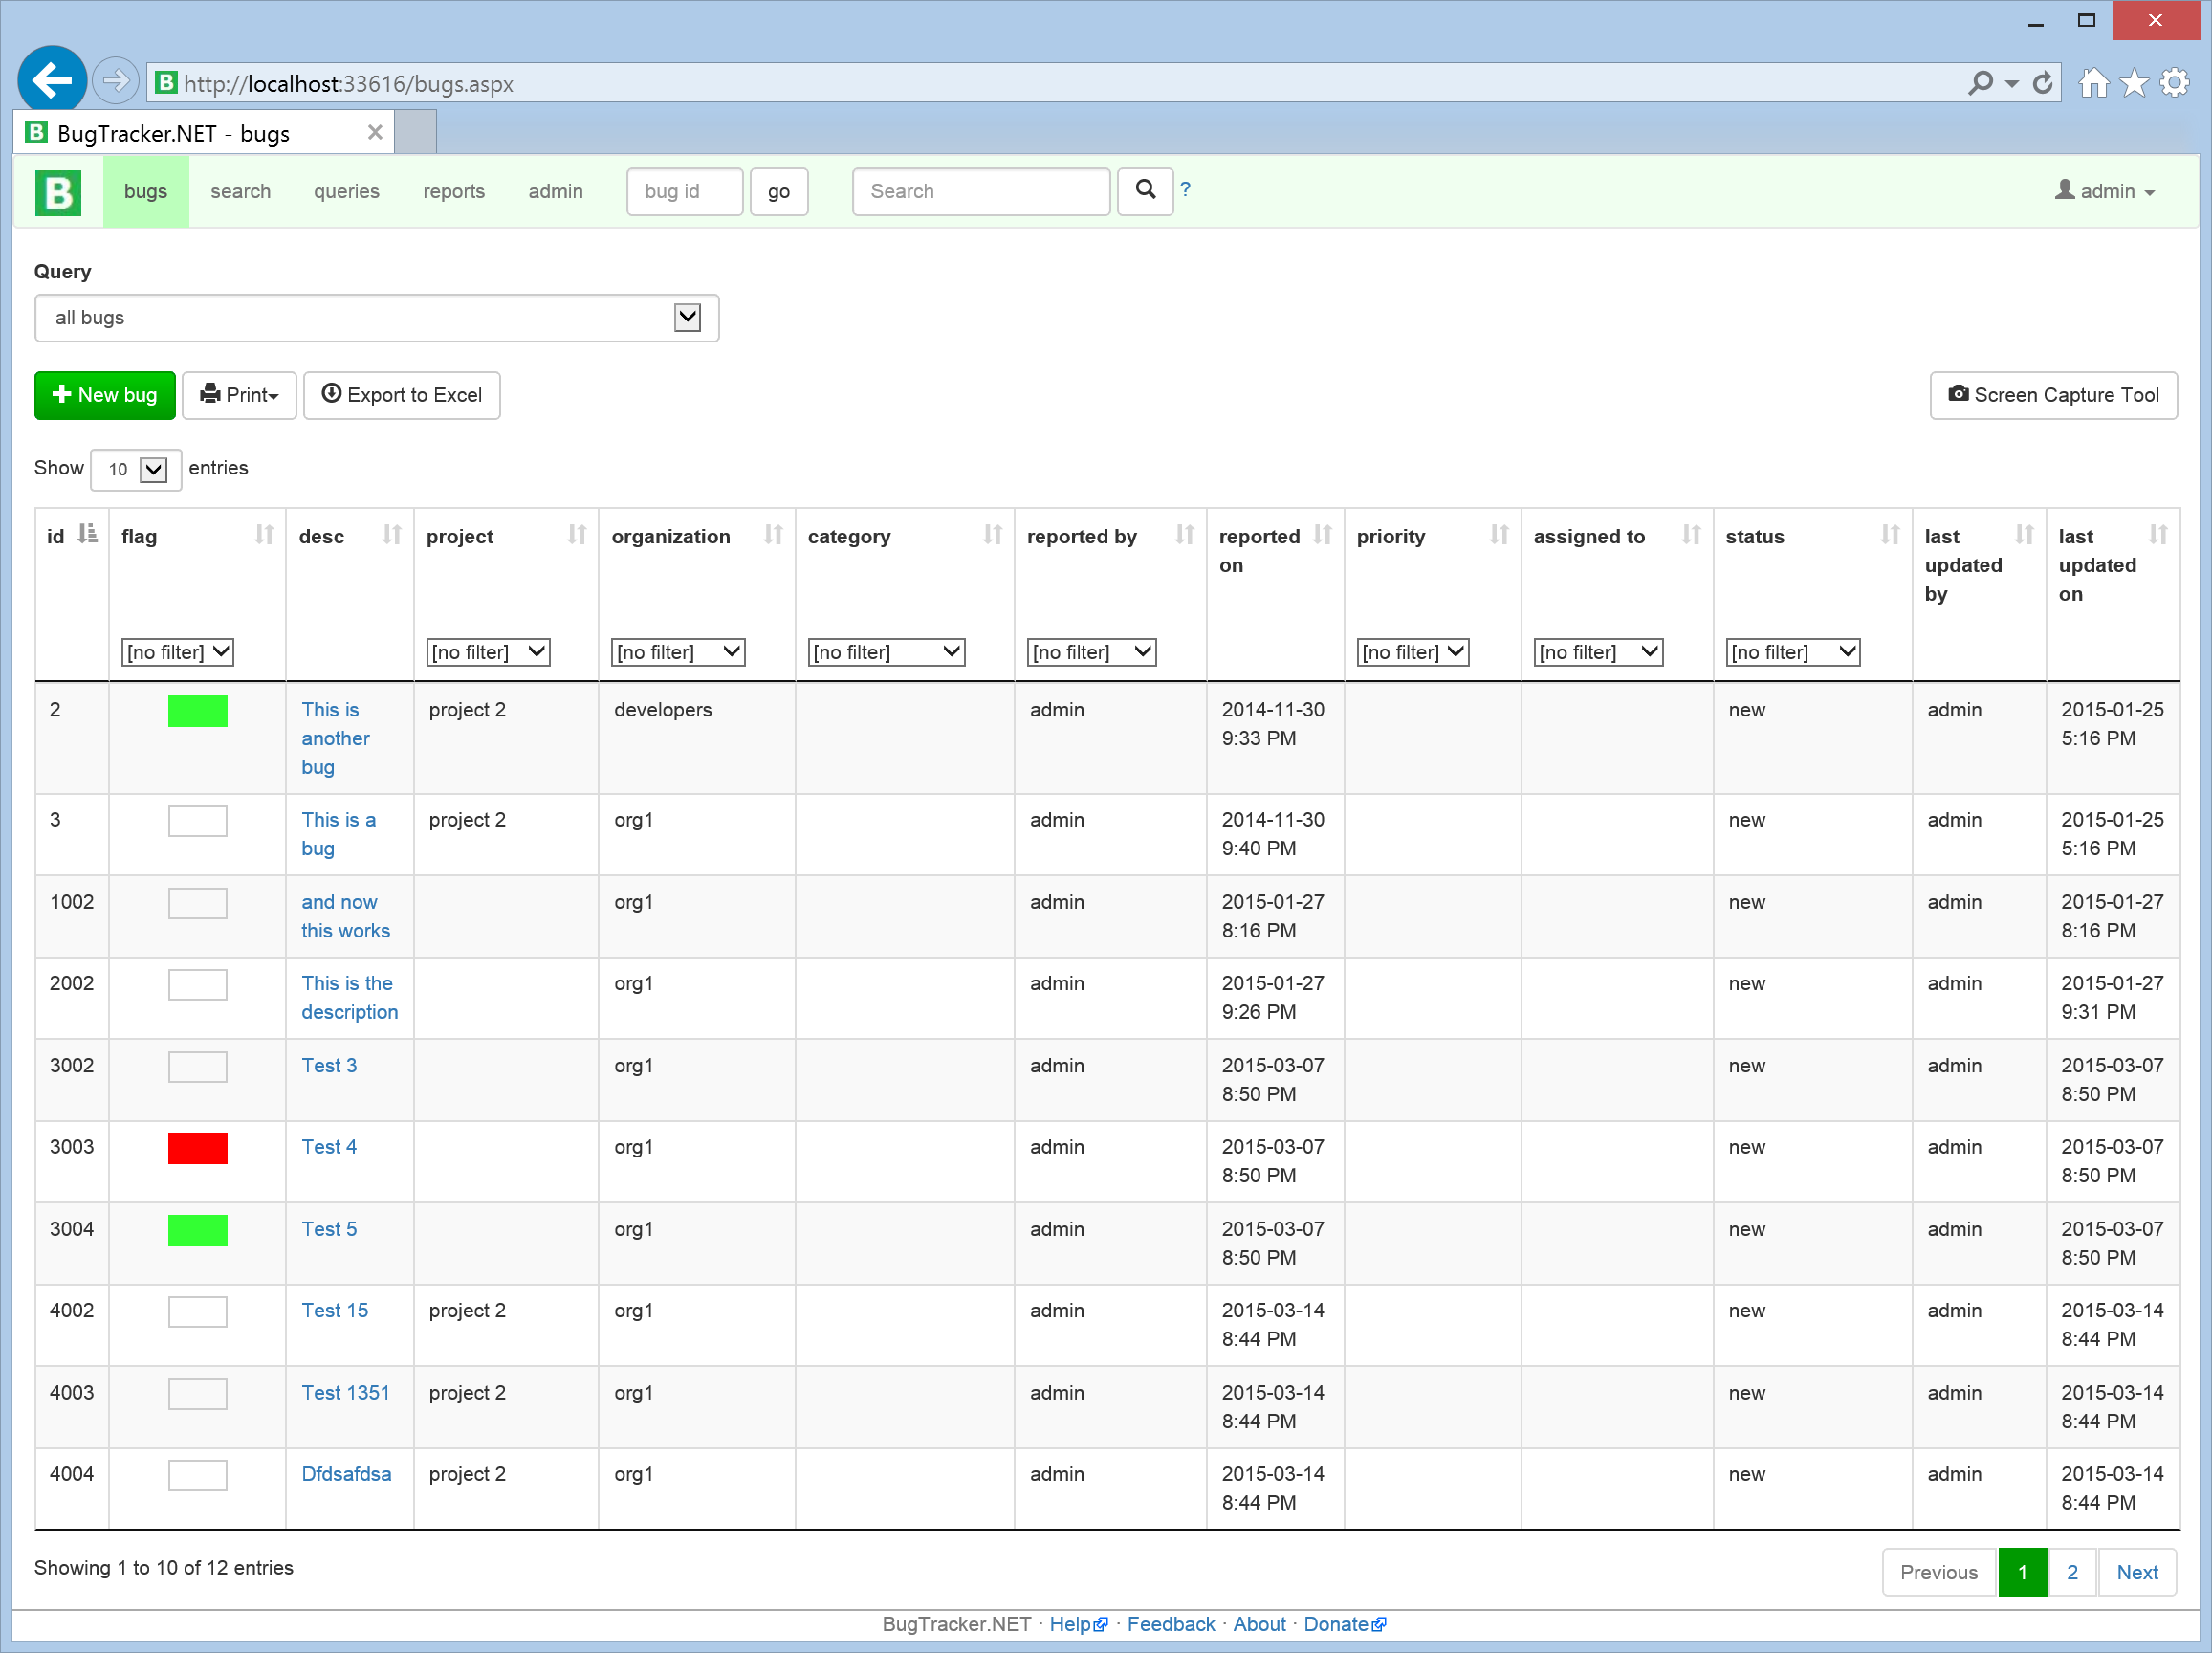 http://localhost:33616/bugs.aspx
B BugTracker.NET - bugs
B bugs search queries reports admin bug id go Search ? admin
Query
all bugs
New bug Print Export to Excel Screen Capture Tool
Show 10 entries
id flag desc project organization category reported by reported on priority assigned to status last updated by last updated on
[no filter] [no filter] [no filter] [no filter] [no filter] [no filter] [no filter] [no filter]
2 This is another bug project 2 developers admin 2014-11-30 9:33 PM new admin 2015-01-25 5:16 PM
3 This is a bug project 2 org1 admin 2014-11-30 9:40 PM new admin 2015-01-25 5:16 PM
1002 and now this works org1 admin 2015-01-27 8:16 PM new admin 2015-01-27 8:16 PM
2002 This is the description org1 admin 2015-01-27 9:26 PM new admin 2015-01-27 9:31 PM
3002 Test 3 org1 admin 2015-03-07 8:50 PM new admin 2015-03-07 8:50 PM
3003 Test 4 org1 admin 2015-03-07 8:50 PM new admin 2015-03-07 8:50 PM
3004 Test 5 org1 admin 2015-03-07 8:50 PM new admin 2015-03-07 8:50 PM
4002 Test 15 project 2 org1 admin 2015-03-14 8:44 PM new admin 2015-03-14 8:44 PM
4003 Test 1351 project 2 org1 admin 2015-03-14 8:44 PM new admin 2015-03-14 8:44 PM
4004 Dfdsafdsa project 2 org1 admin 2015-03-14 8:44 PM new admin 2015-03-14 8:44 PM
Showing 1 to 10 of 12 entries Previous 1 2 Next
BugTracker.NET · Help · Feedback · About · Donate